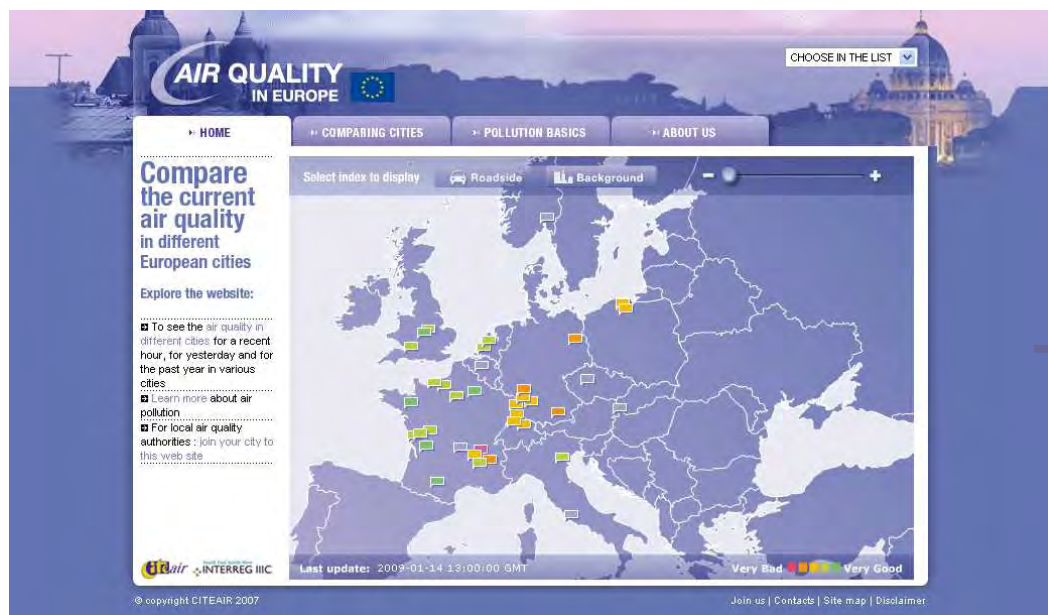 CHOOSE IN THE LIST
AIR QUALITY
IN EUROPE
HOME
COMPARING CITIES
POLLUTION BASICS
ABOUT US
Compare
the current
air quality
in different
European cities
Explore the website:
To see the air quality in
different cities for a recent
hour, for yesterday and for
the past year in various
cities
Learn more about air
pollution
For local air quality
authorities : join your city to
this web site
Select index to display
Roadside
Background
- +
air
INTERREG IIIC
Last update: 2009-01-14 13:00:00 GMT
Very Bad
Very Good
© copyright CITEAIR 2007
Join us | Contacts | Site map | Disclaimer